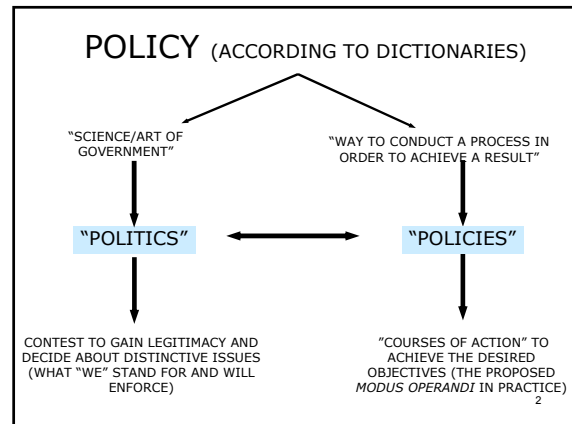 POLICY (ACCORDING TO DICTIONARIES)
“SCIENCE/ART OF
GOVERNMENT”
“WAY TO CONDUCT A PROCESS IN
ORDER TO ACHIEVE A RESULT”
“POLITICS”
“POLICIES”
CONTEST TO GAIN LEGITIMACY AND
DECIDE ABOUT DISTINCTIVE ISSUES
(WHAT “WE” STAND FOR AND WILL
ENFORCE)
”COURSES OF ACTION” TO
ACHIEVE THE DESIRED
OBJECTIVES (THE PROPOSED
MODUS OPERANDI IN PRACTICE)
2